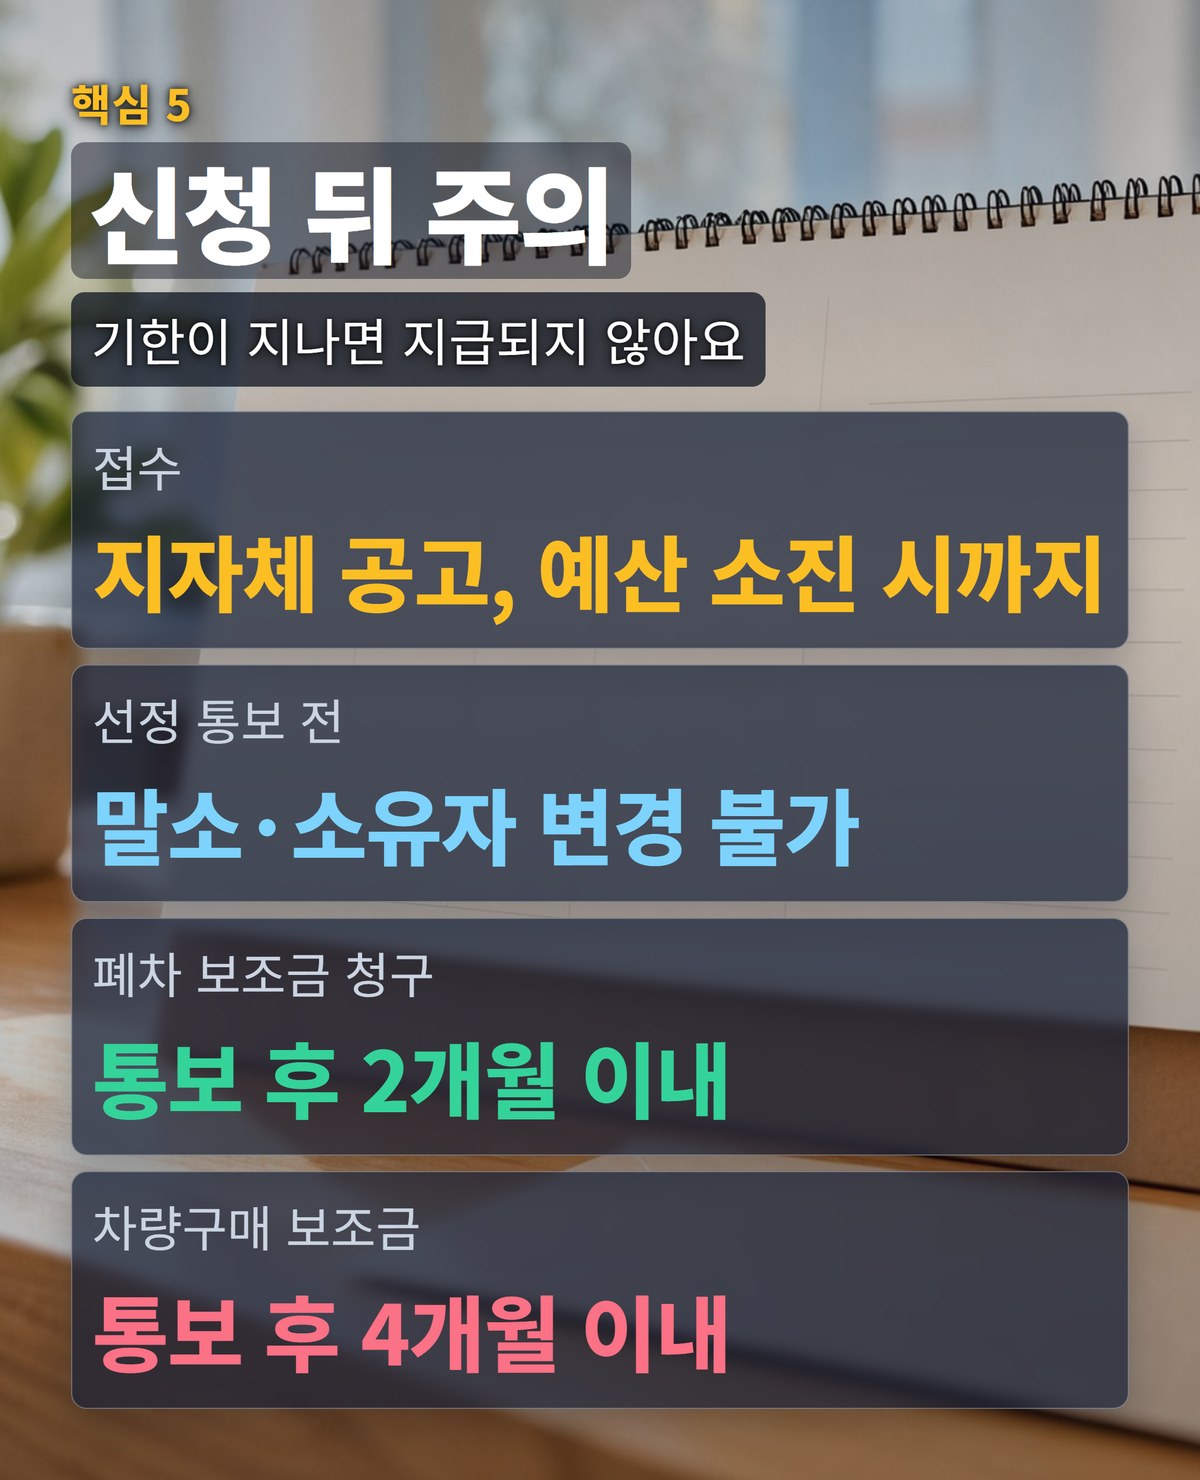 핵심 5
신청 뒤 주의
기한이 지나면 지급되지 않아요
접수
지자체 공고, 예산 소진 시까지
선정 통보 전
말소·소유자 변경 불가
폐차 보조금 청구
통보 후 2개월 이내
차량구매 보조금
통보 후 4개월 이내